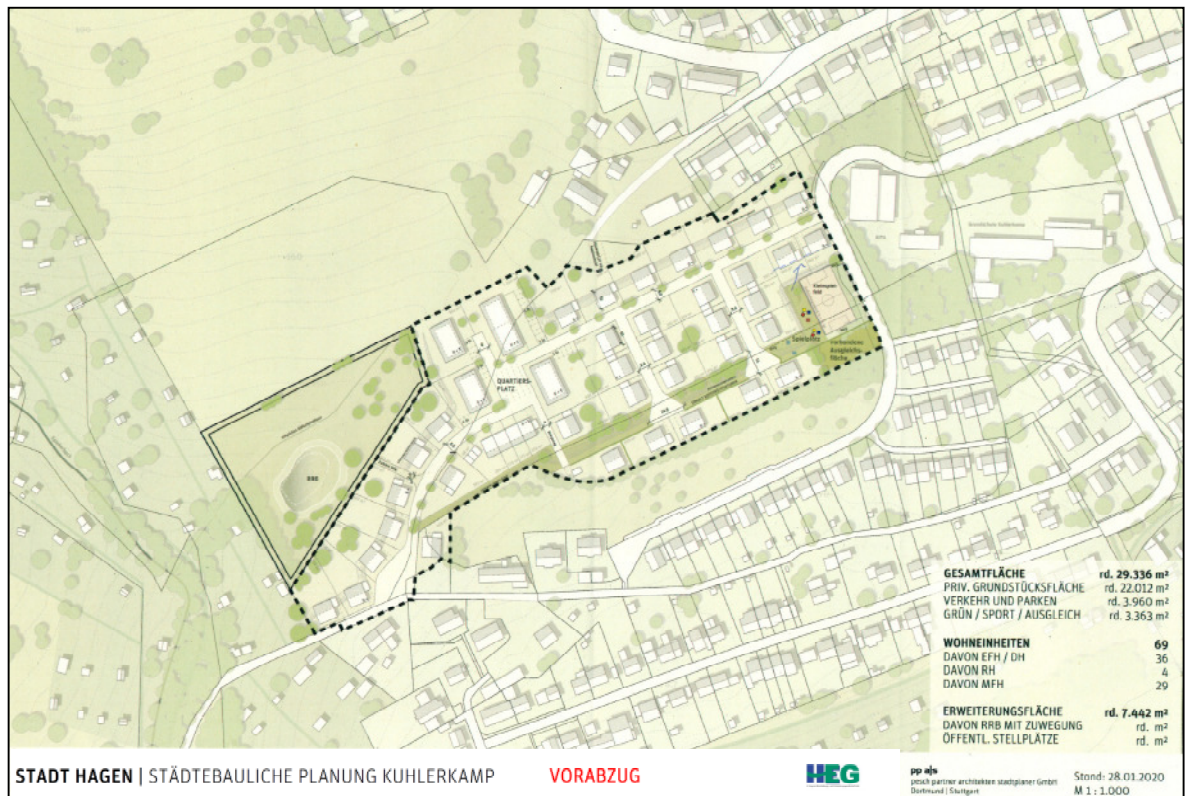 QUARTIERS-
PLATZ
RRB
Spielplatz
GESAMTFLÄCHE rd. 29.336 m²
PRIV. GRUNDSTÜCKSFLÄCHE rd. 22.012 m²
VERKEHR UND PARKEN rd. 3.960 m²
GRÜN / SPORT / AUSGLEICH rd. 3.363 m²
WOHNEINHEITEN 69
DAVON EFH / DH 36
DAVON RH 4
DAVON MFH 29
ERWEITERUNGSFLÄCHE rd. 7.442 m²
DAVON RRB MIT ZUWEGUNG rd. m²
ÖFFENTL. STELLPLÄTZE rd. m²
STADT HAGEN | STÄDTEBAULICHE PLANUNG KUHLERKAMP VORABZUG
HEG
pp a|s
pesch partner architekten stadtplaner GmbH
Dortmund | Stuttgart
Stand: 28.01.2020
M 1 : 1.000